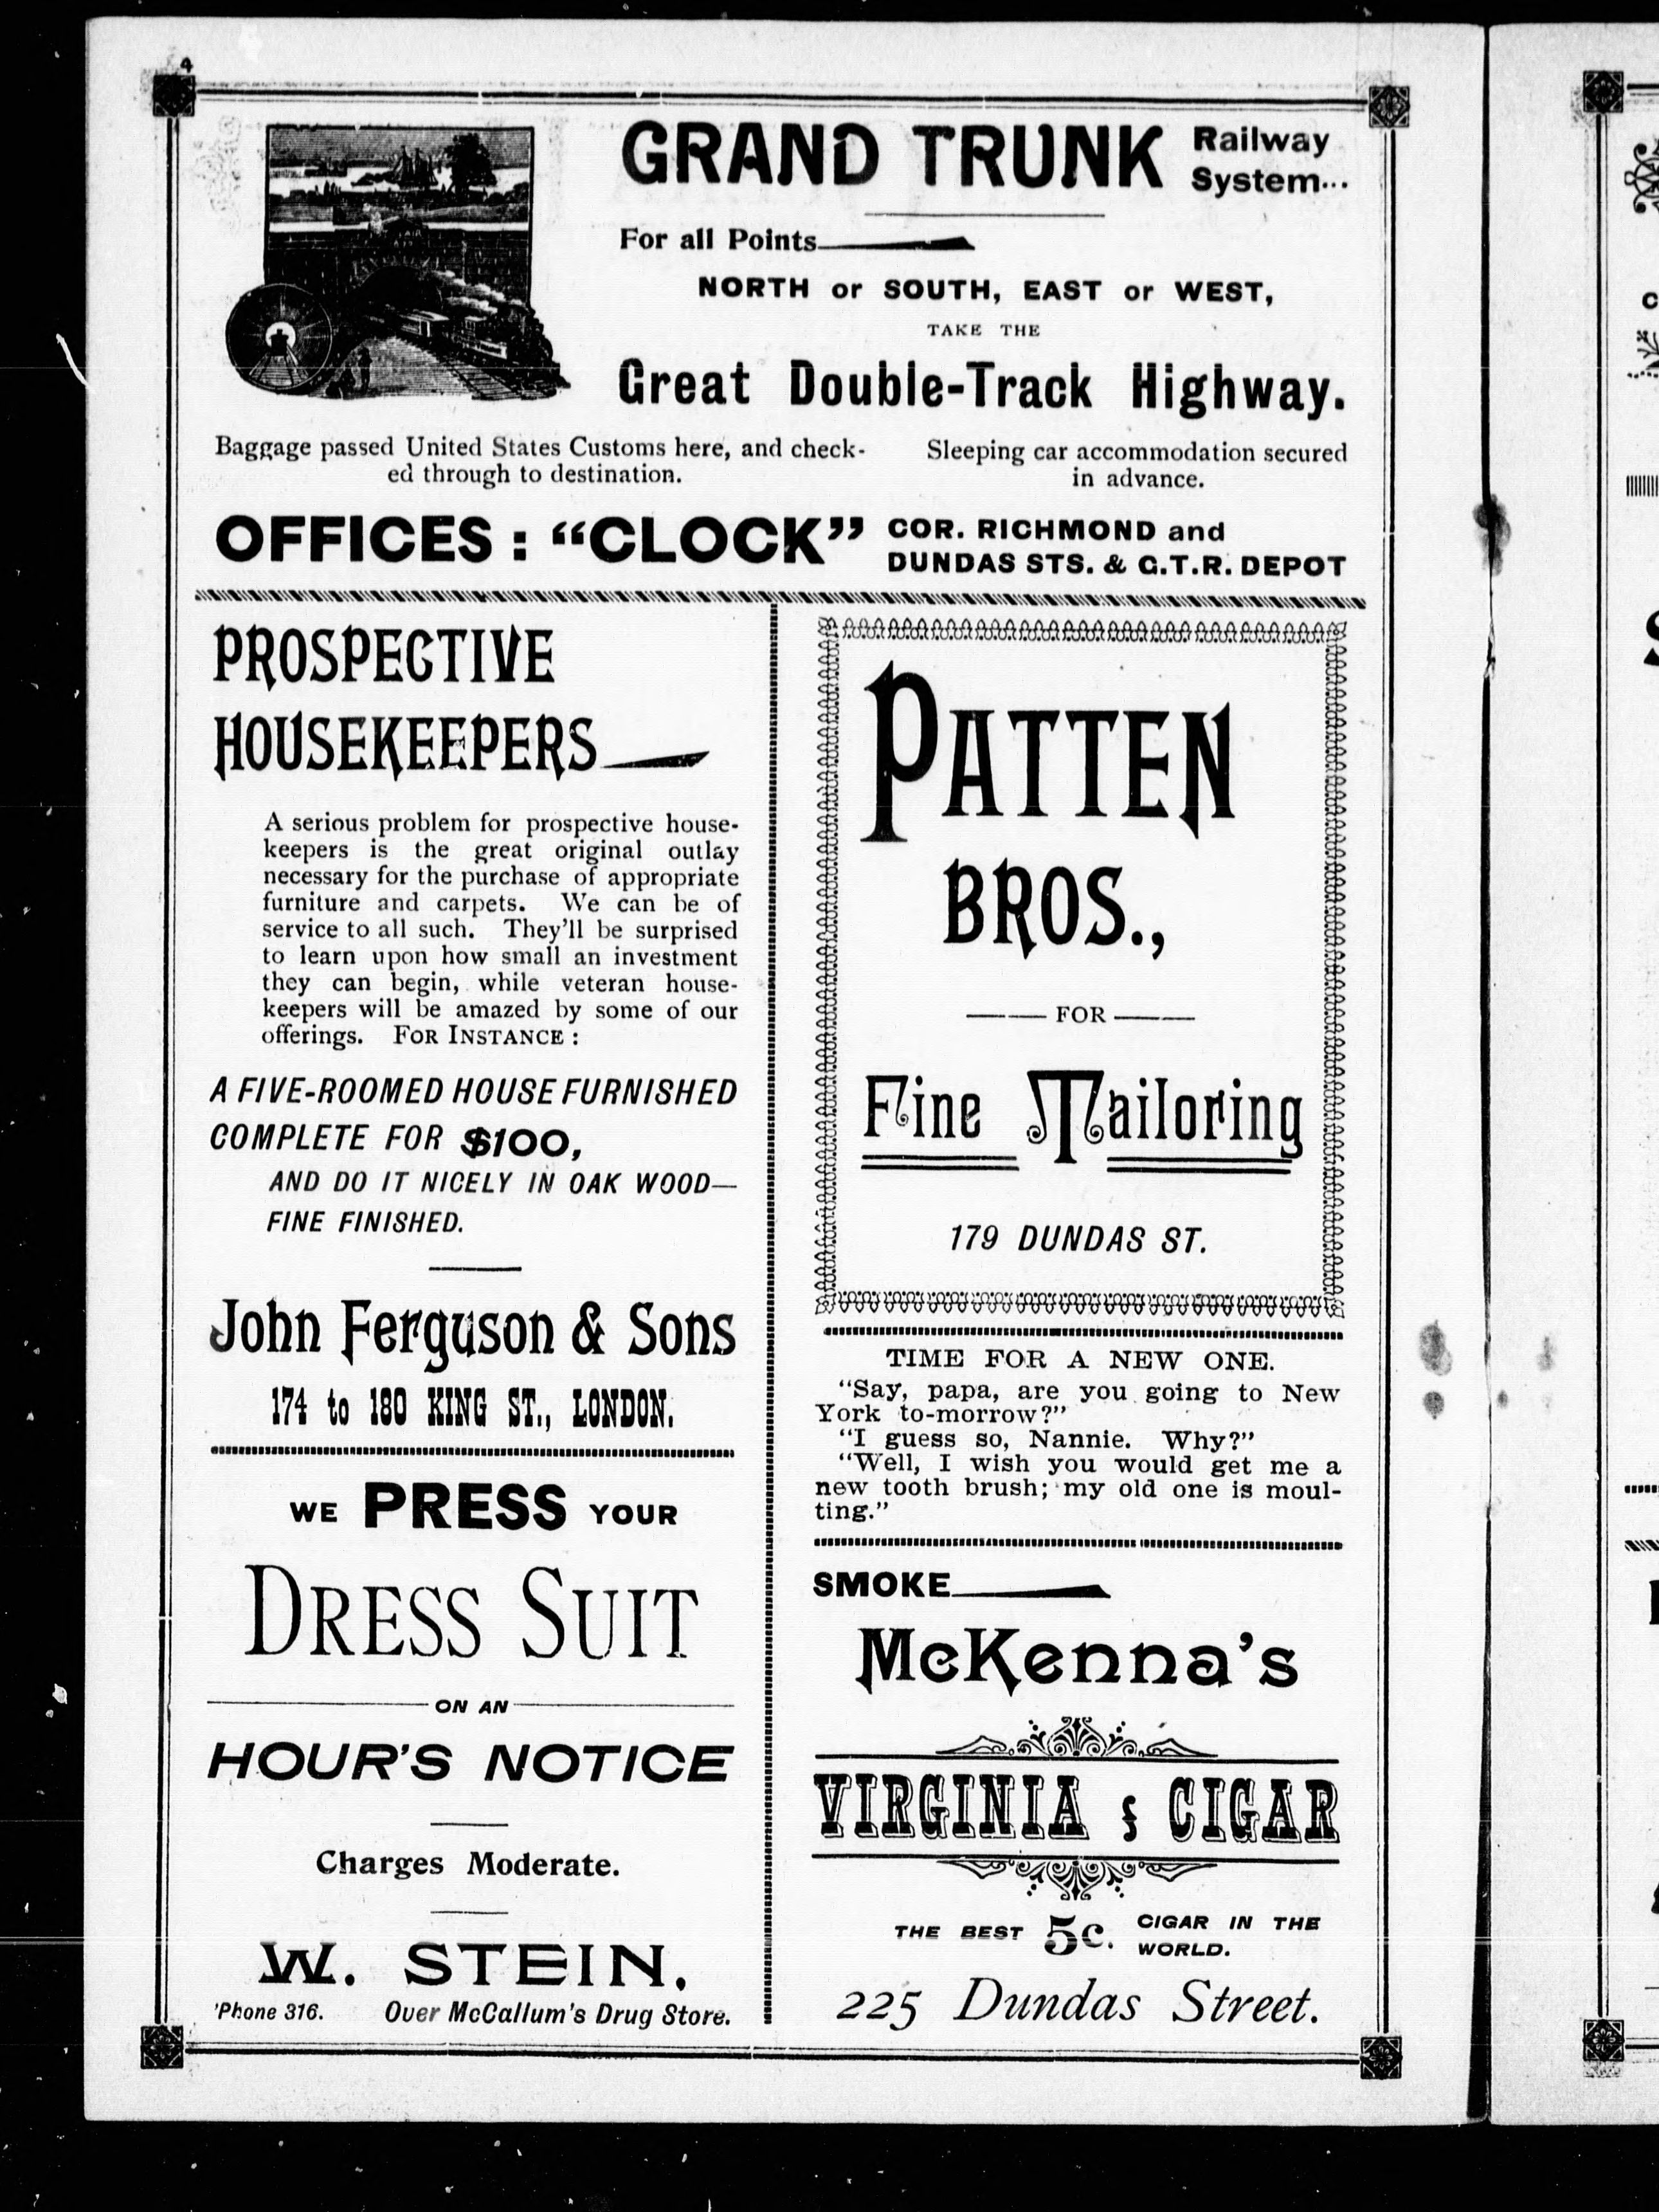 4
GRAND TRUNK Railway
System...
For all Points
NORTH or SOUTH, EAST or WEST,
TAKE THE
Great Double-Track Highway.
Baggage passed United States Customs here, and check-
ed through to destination.
Sleeping car accommodation secured
in advance.
OFFICES : "CLOCK" COR. RICHMOND and
DUNDAS STS. & G.T.R. DEPOT
PROSPECTIVE
HOUSEKEEPERS
A serious problem for prospective house-
keepers is the great original outlay
necessary for the purchase of appropriate
furniture and carpets. We can be of
service to all such. They'll be surprised
to learn upon how small an investment
they can begin, while veteran house-
keepers will be amazed by some of our
offerings. FOR INSTANCE :
A FIVE-ROOMED HOUSE FURNISHED
COMPLETE FOR $100,
AND DO IT NICELY IN OAK WOOD—
FINE FINISHED.
John Ferguson & Sons
174 to 180 KING ST., LONDON.
WE PRESS YOUR
DRESS SUIT
ON AN
HOUR'S NOTICE
Charges Moderate.
W. STEIN.
'Phone 316. Over McCallum's Drug Store.
PATTEN
BROS.,
FOR
Fine Tailoring
179 DUNDAS ST.
TIME FOR A NEW ONE.
"Say, papa, are you going to New
York to-morrow?"
"I guess so, Nannie. Why?"
"Well, I wish you would get me a
new tooth brush; my old one is moul-
ting."
SMOKE
McKenna's
VIRGINIA CIGAR
THE BEST 5c. CIGAR IN THE
WORLD.
225 Dundas Street.